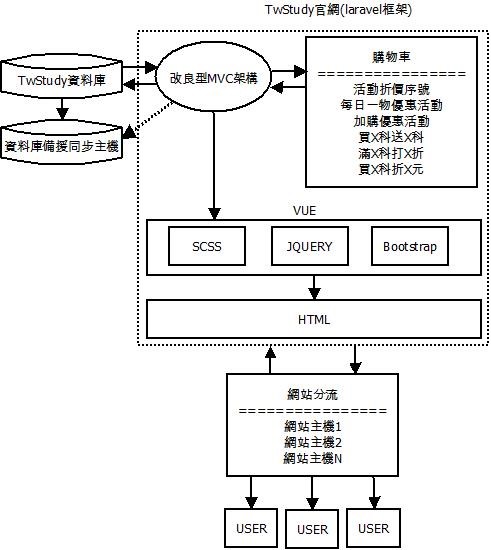 TwStudy官網(laravel框架)
TwStudy資料庫
改良型MVC架構
資料庫備援同步主機
購物車
================
活動折價序號
每日一物優惠活動
加購優惠活動
買X科送X科
滿X科打X折
買X科折X元
VUE
SCSS
JQUERY
Bootstrap
HTML
網站分流
================
網站主機1
網站主機2
網站主機N
USER
USER
USER